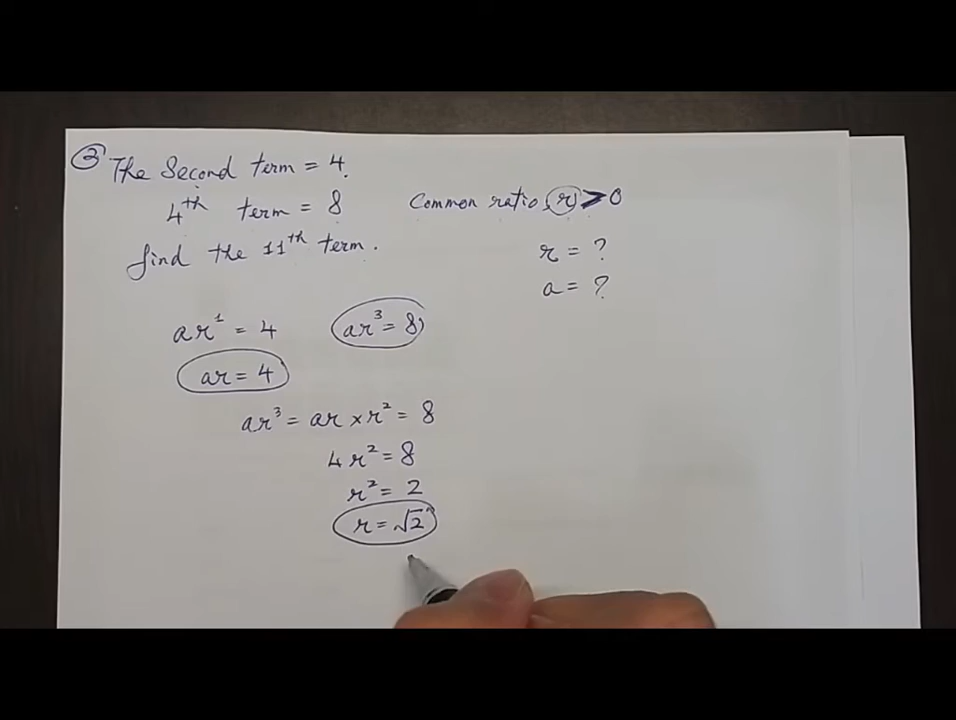 ③ The Second term = 4.
4th term = 8
Common ratio, r > 0
find the 11th term.
r = ?
a = ?
ar¹ = 4
ar³ = 8
ar = 4
ar³ = ar × r² = 8
4r² = 8
r² = 2
r = √2